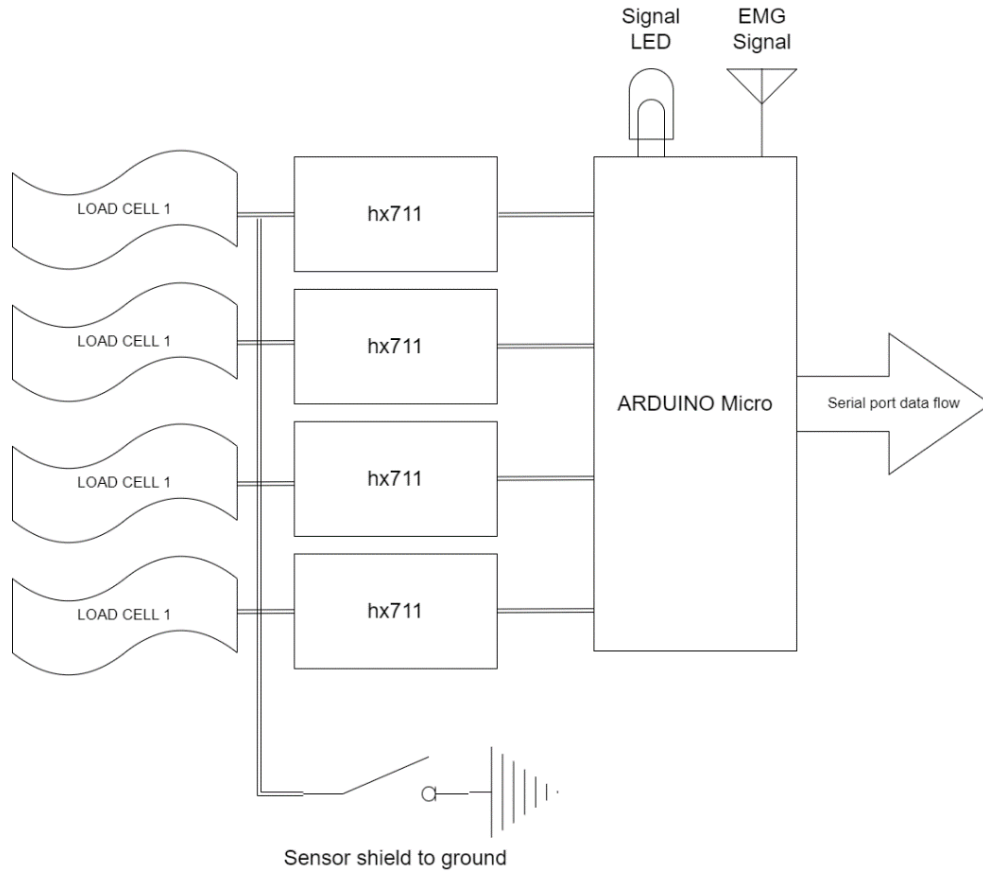 Signal
LED
EMG
Signal
LOAD CELL 1
hx711
LOAD CELL 1
hx711
ARDUINO Micro
Serial port data flow
LOAD CELL 1
hx711
LOAD CELL 1
hx711
Sensor shield to ground